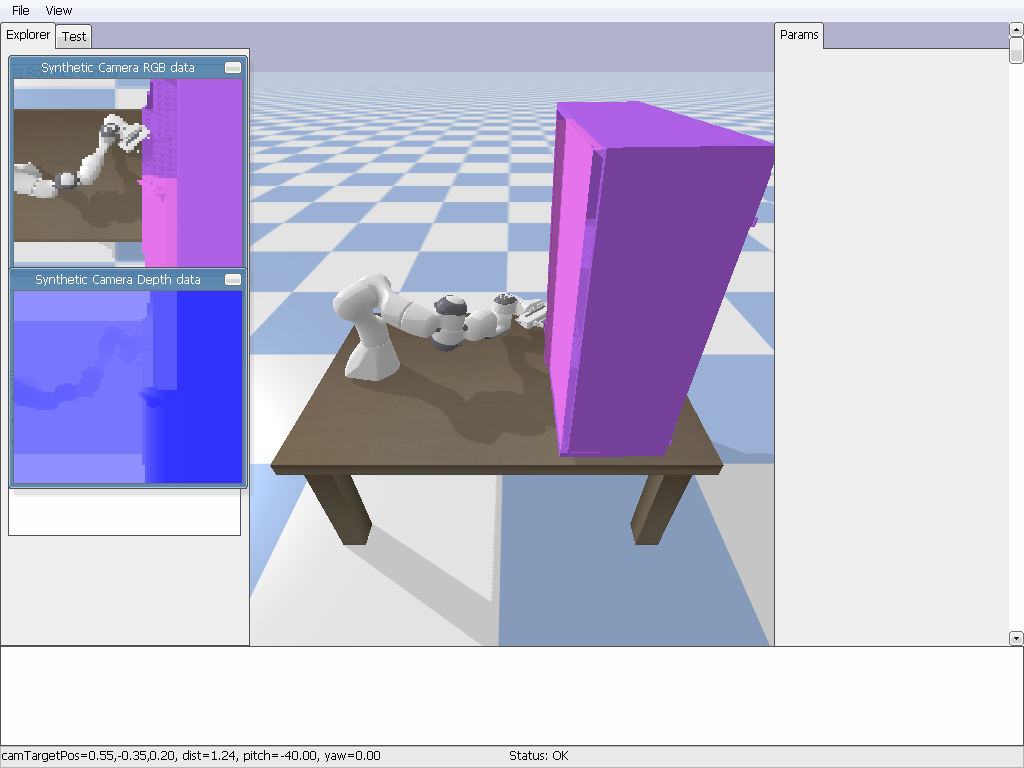 File View
Explorer Test
Params
Synthetic Camera RGB data
Synthetic Camera Depth data
camTargetPos=0.55,-0.35,0.20, dist=1.24, pitch=-40.00, yaw=0.00 Status: OK